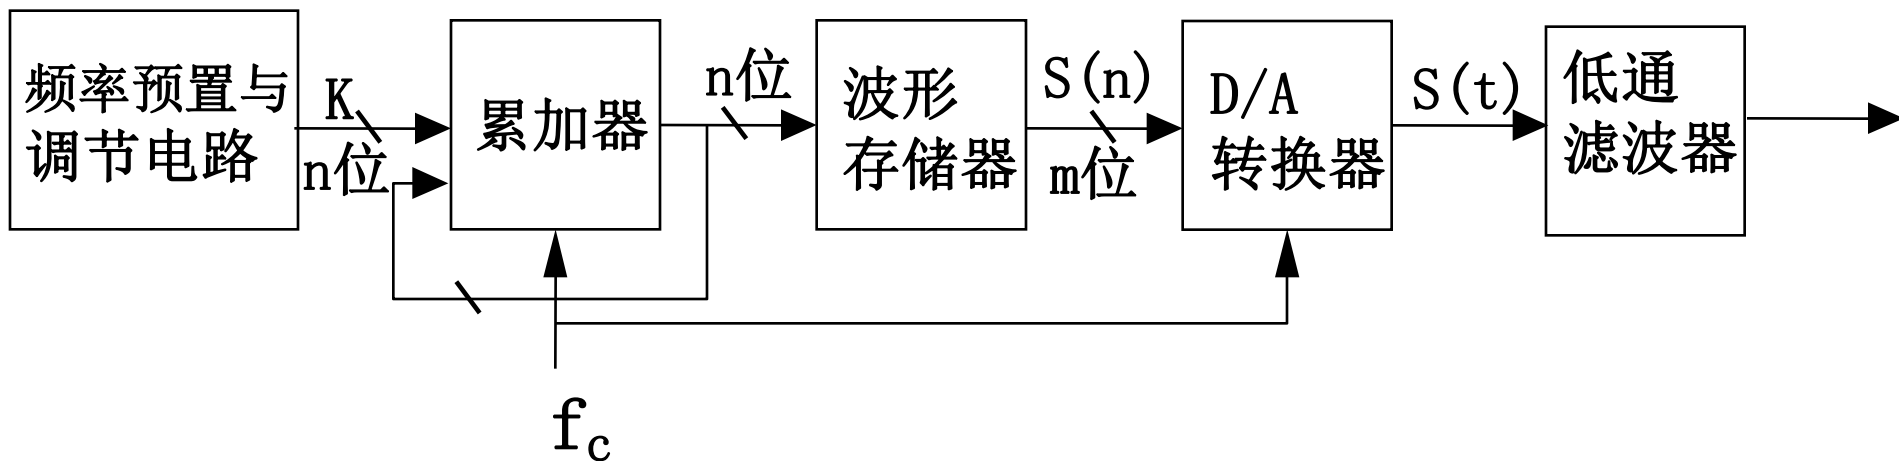 频率预置与
调节电路
K
n位
累加器
n位
波形
存储器
S(n)
m位
D/A
转换器
S(t)
低通
滤波器
fc